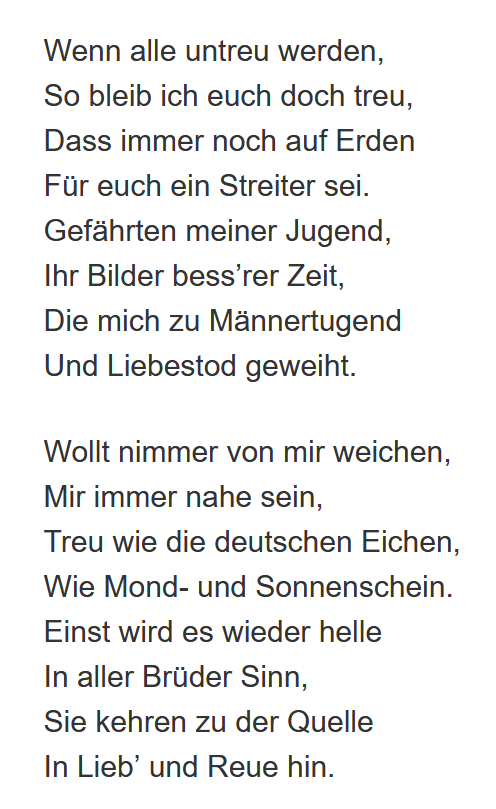 Wenn alle untreu werden,
So bleib ich euch doch treu,
Dass immer noch auf Erden
Für euch ein Streiter sei.
Gefährten meiner Jugend,
Ihr Bilder bess’rer Zeit,
Die mich zu Männertugend
Und Liebestod geweiht.

Wollt nimmer von mir weichen,
Mir immer nahe sein,
Treu wie die deutschen Eichen,
Wie Mond- und Sonnenschein.
Einst wird es wieder helle
In aller Brüder Sinn,
Sie kehren zu der Quelle
In Lieb’ und Reue hin.